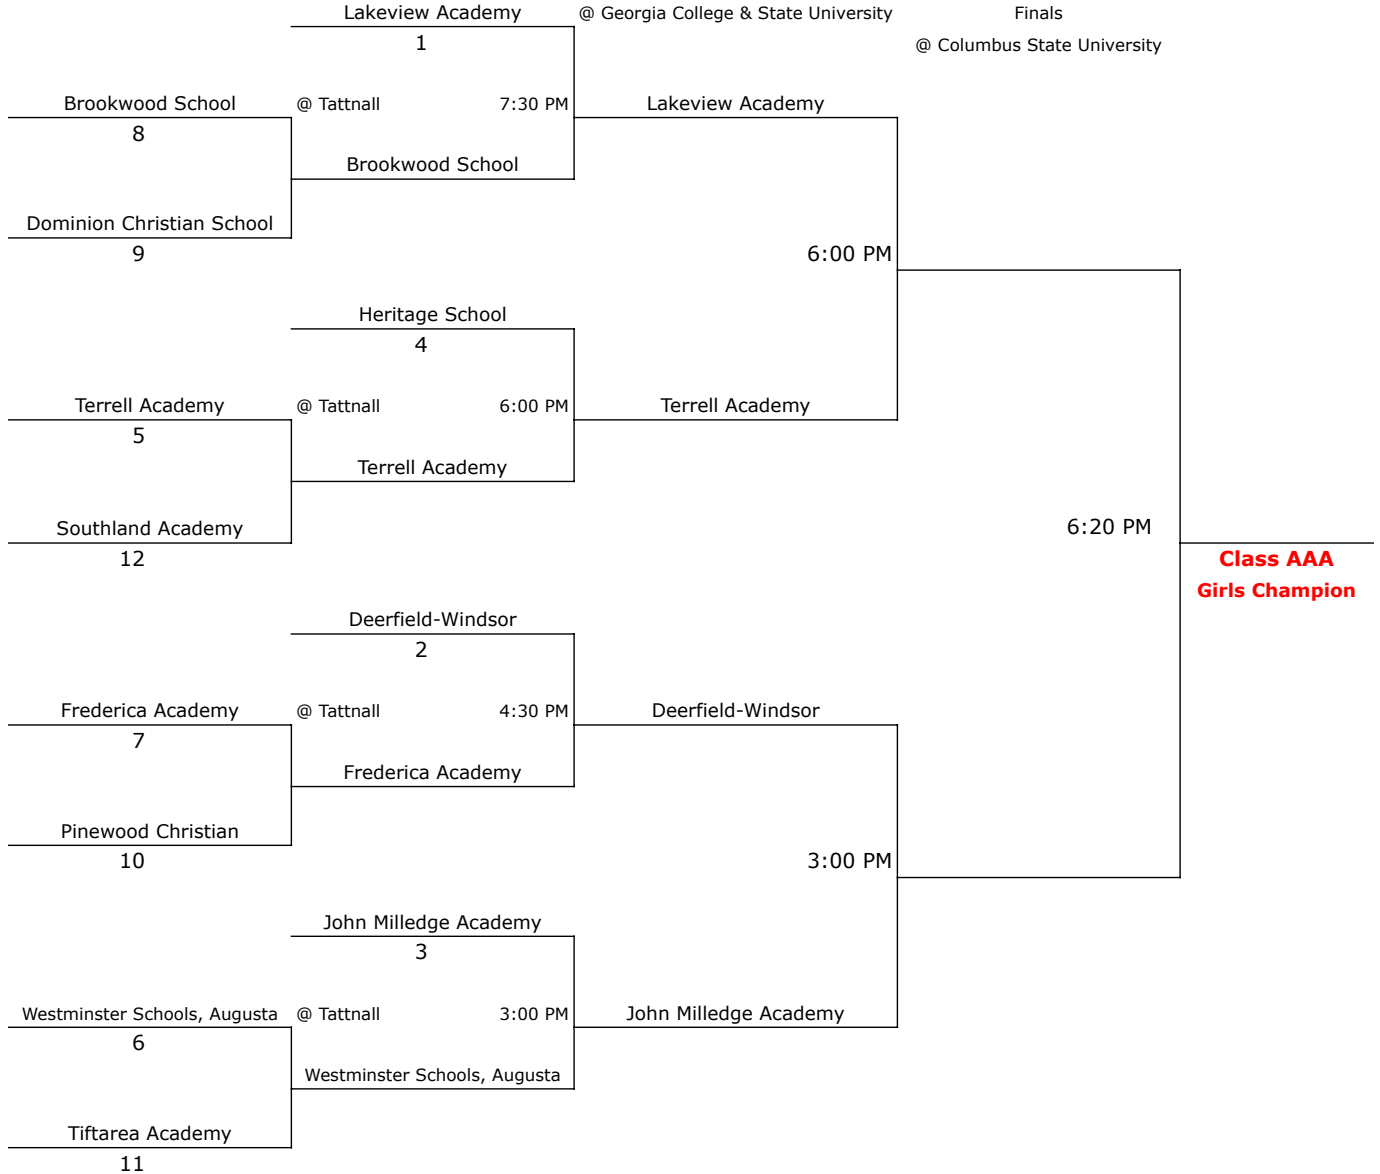 Lakeview Academy
@ Georgia College & State University
Finals
1
@ Columbus State University
Brookwood School
@ Tattnall
7:30 PM
Lakeview Academy
8
Brookwood School
Dominion Christian School
9
6:00 PM
Heritage School
4
Terrell Academy
@ Tattnall
6:00 PM
Terrell Academy
5
Terrell Academy
Southland Academy
6:20 PM
12
Class AAA
Girls Champion
Deerfield-Windsor
2
Frederica Academy
@ Tattnall
4:30 PM
Deerfield-Windsor
7
Frederica Academy
Pinewood Christian
10
3:00 PM
John Milledge Academy
3
Westminster Schools, Augusta
@ Tattnall
3:00 PM
John Milledge Academy
6
Westminster Schools, Augusta
Tiftarea Academy
11